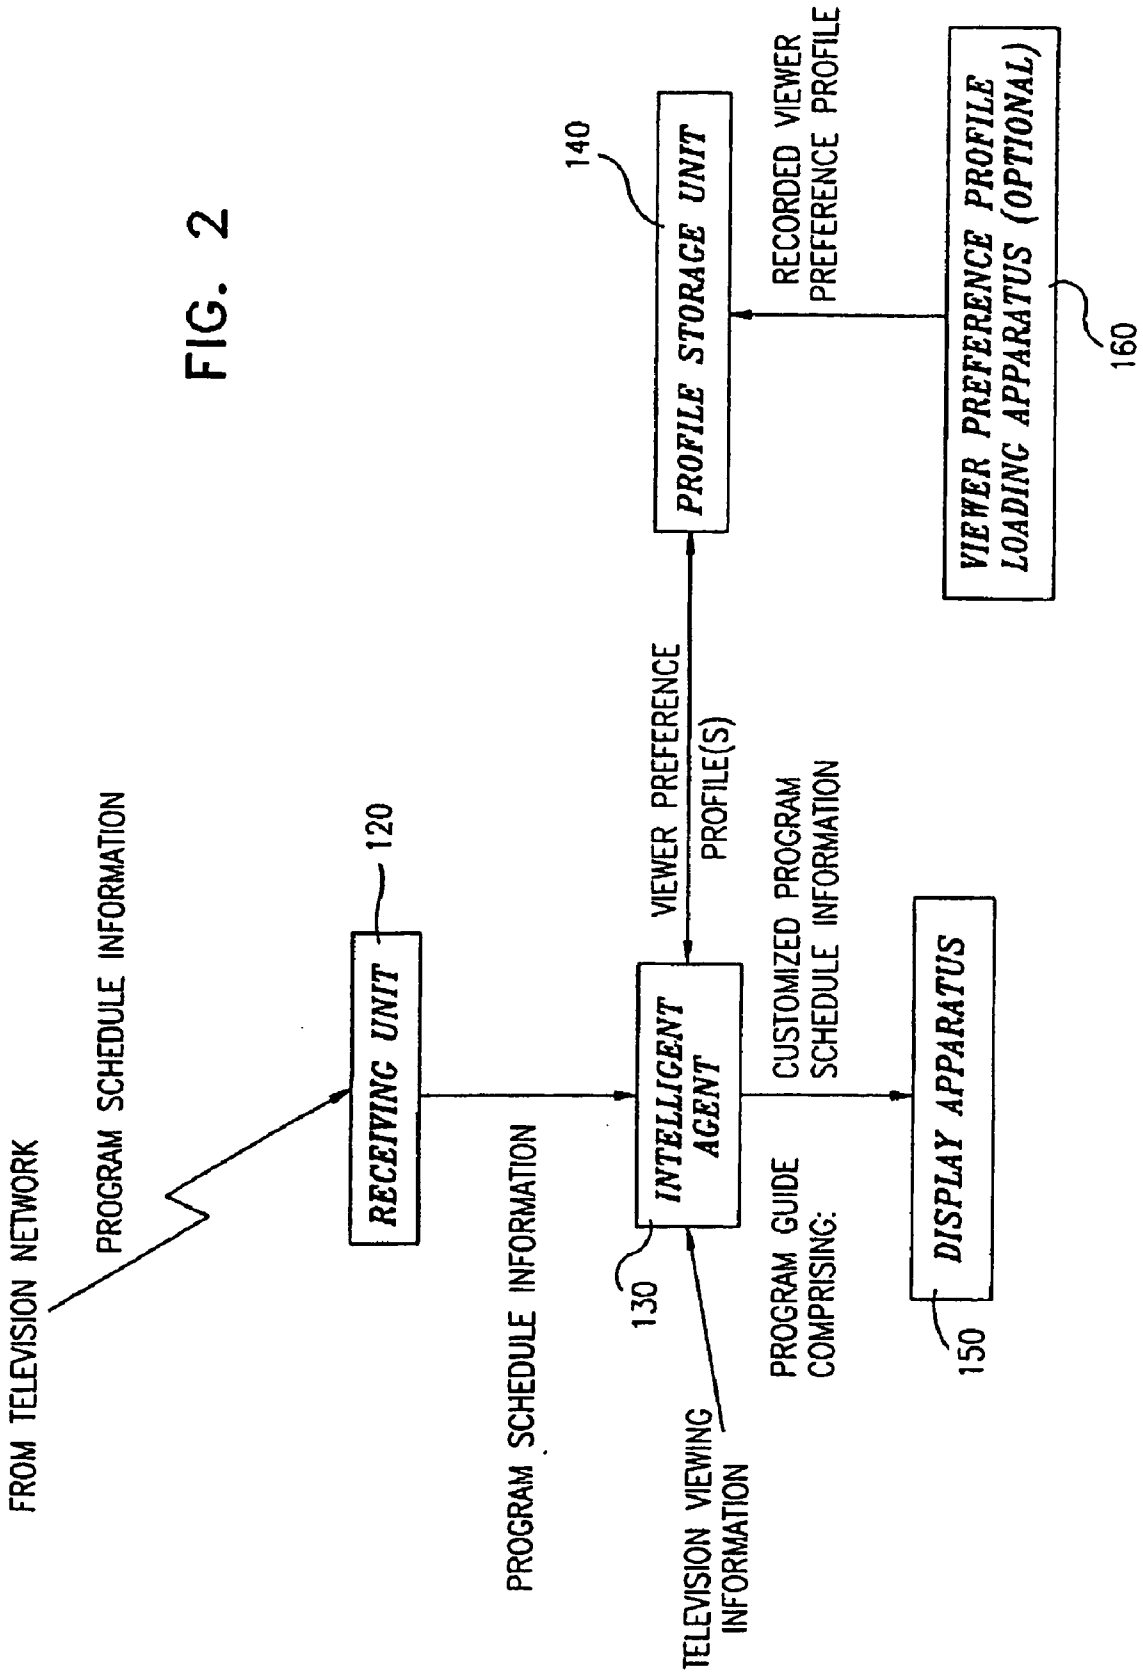 FIG. 2
FROM TELEVISION NETWORK
PROGRAM SCHEDULE INFORMATION
RECEIVING UNIT
120
PROGRAM SCHEDULE INFORMATION
TELEVISION VIEWING
INFORMATION
130
INTELLIGENT
AGENT
VIEWER PREFERENCE
PROFILE(S)
140
PROFILE STORAGE UNIT
PROGRAM GUIDE
COMPRISING:
CUSTOMIZED PROGRAM
SCHEDULE INFORMATION
RECORDED VIEWER
PREFERENCE PROFILE
150
DISPLAY APPARATUS
VIEWER PREFERENCE PROFILE
LOADING APPARATUS (OPTIONAL)
160